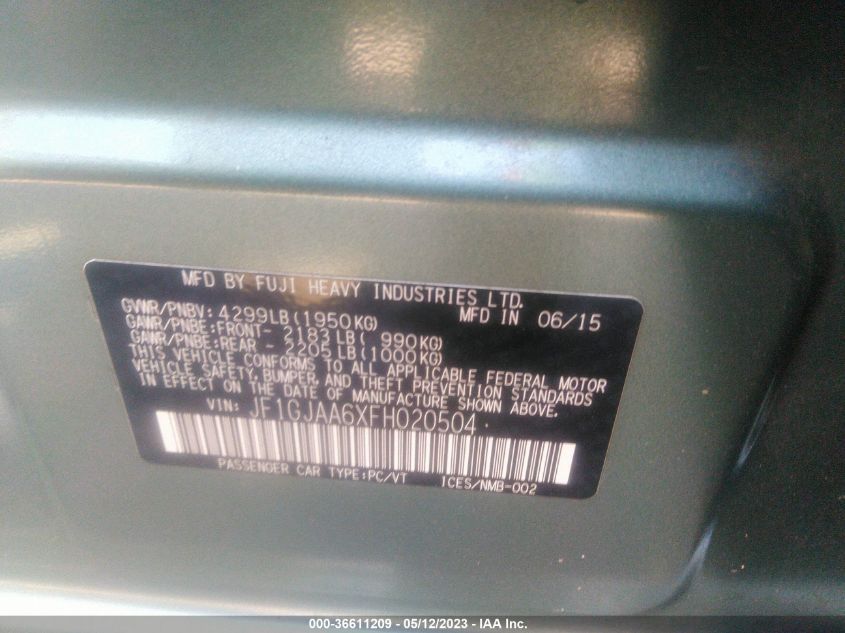 MFD BY FUJI HEAVY INDUSTRIES LTD.
GVWR/PNBV: 4299LB(1950KG) MFD IN 06/15
GAWR/PNBE:FRONT- 2183LB( 990KG)
GAWR/PNBE:REAR - 2205LB(1000KG)
THIS VEHICLE CONFORMS TO ALL APPLICABLE FEDERAL MOTOR
VEHICLE SAFETY, BUMPER, AND THEFT PREVENTION STANDARDS
IN EFFECT ON THE DATE OF MANUFACTURE SHOWN ABOVE.
VIN: JF1GJAA6XFH020504
PASSENGER CAR TYPE:PC/VT ICES/NMB-002
000-36611209 - 05/12/2023 - IAA Inc.